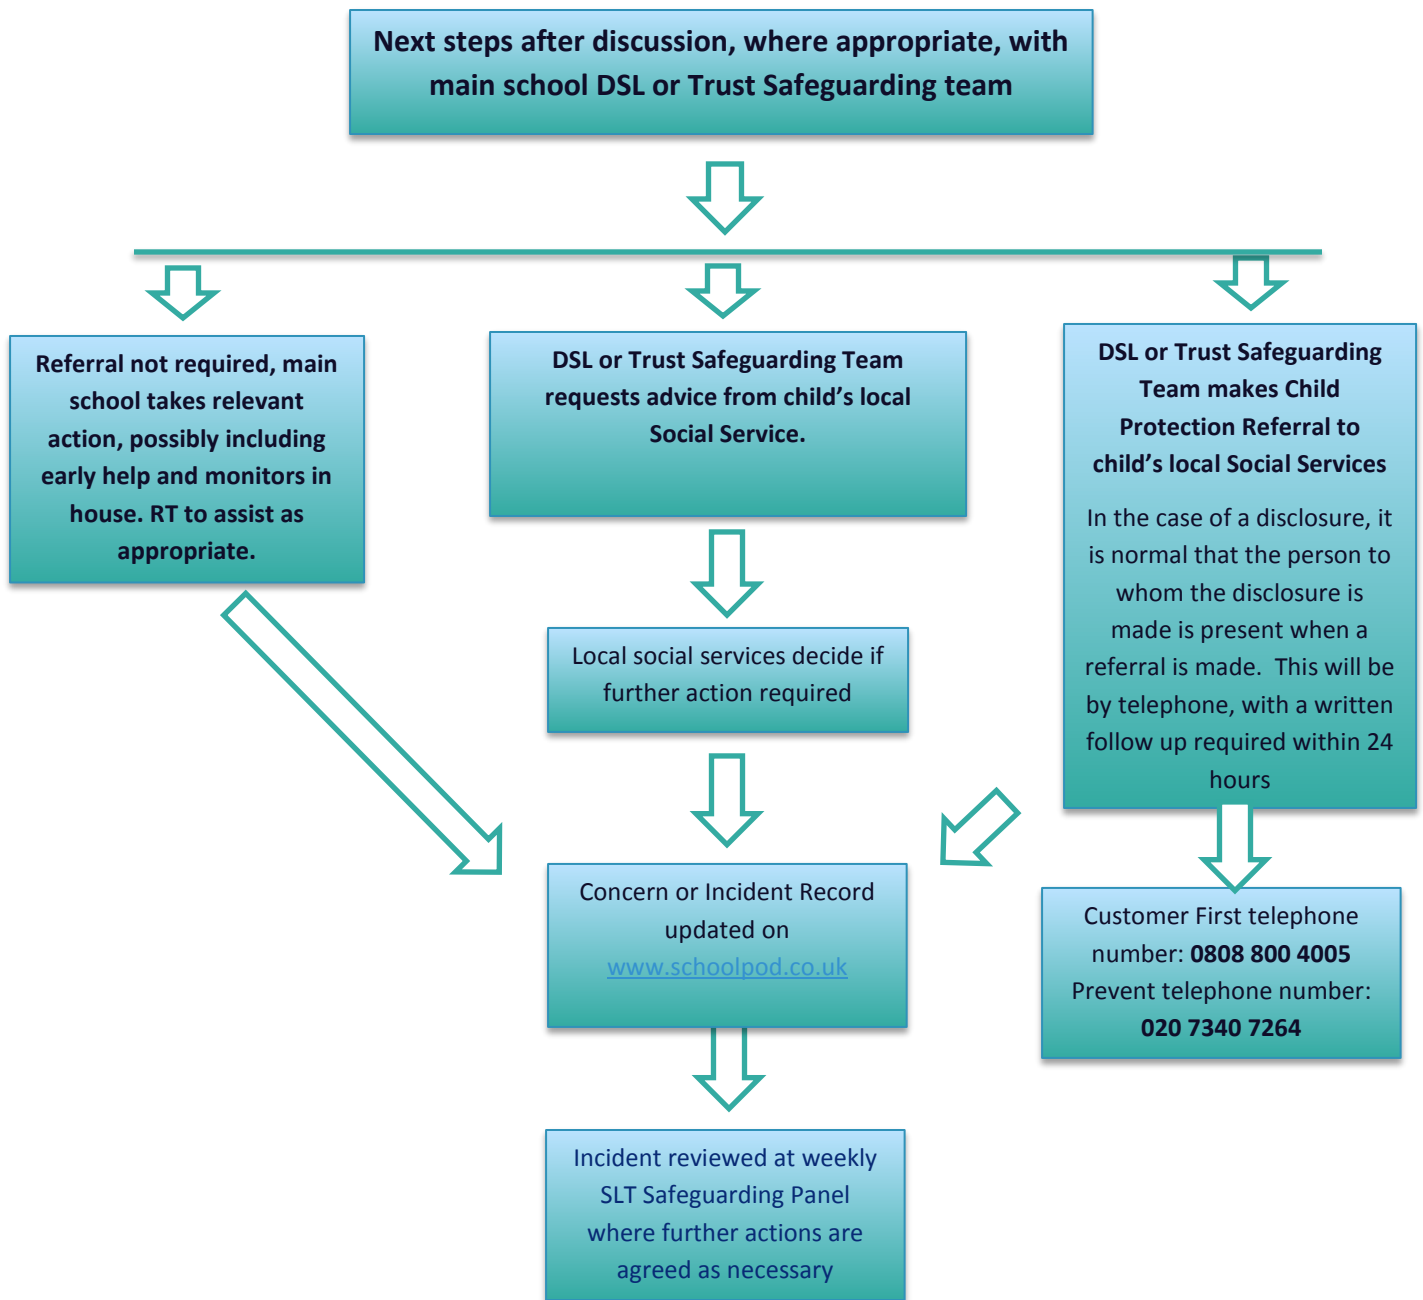 Next steps after discussion, where appropriate, with
main school DSL or Trust Safeguarding team
Referral not required, main
school takes relevant
action, possibly including
early help and monitors in
house. RT to assist as
appropriate.
DSL or Trust Safeguarding Team
requests advice from child’s local
Social Service.
DSL or Trust Safeguarding
Team makes Child
Protection Referral to
child’s local Social Services
In the case of a disclosure, it
is normal that the person to
whom the disclosure is
made is present when a
referral is made.  This will be
by telephone, with a written
follow up required within 24
hours
Local social services decide if
further action required
Concern or Incident Record
updated on
www.schoolpod.co.uk
Customer First telephone
number: 0808 800 4005
Prevent telephone number:
020 7340 7264
Incident reviewed at weekly
SLT Safeguarding Panel
where further actions are
agreed as necessary